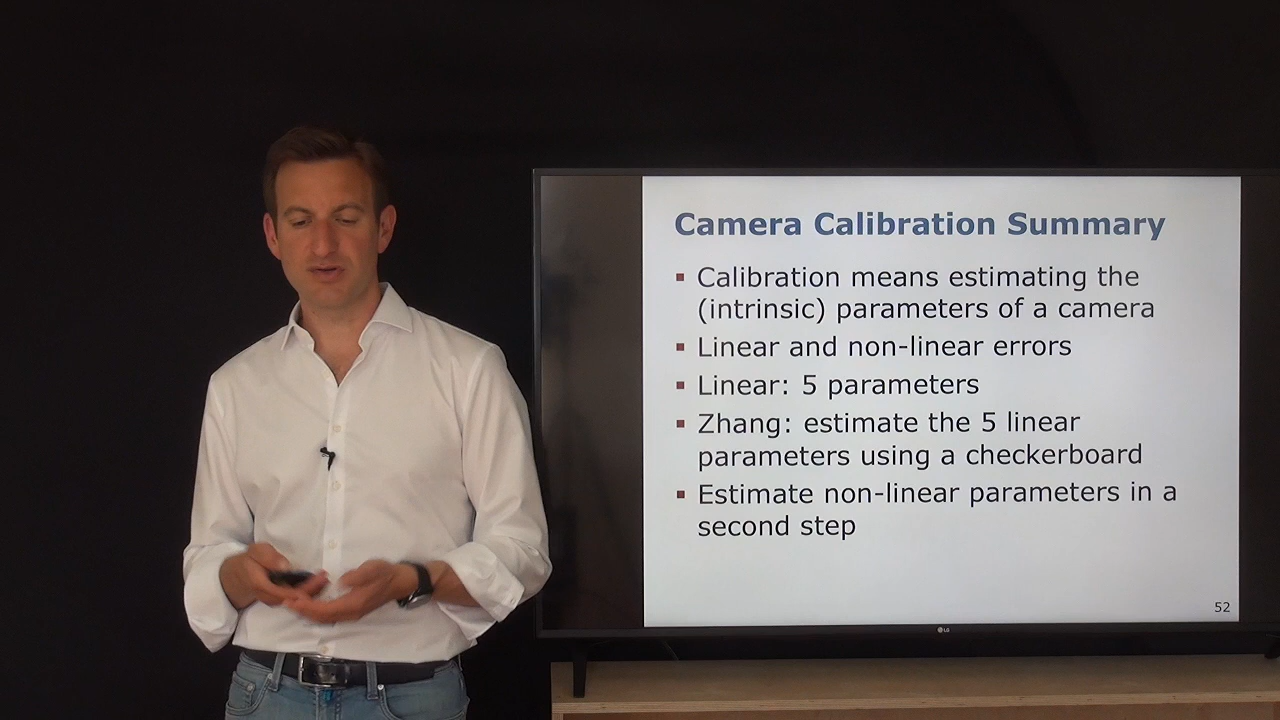 Camera Calibration Summary
▪ Calibration means estimating the
(intrinsic) parameters of a camera
▪ Linear and non-linear errors
▪ Linear: 5 parameters
▪ Zhang: estimate the 5 linear
parameters using a checkerboard
▪ Estimate non-linear parameters in a
second step
52
LG